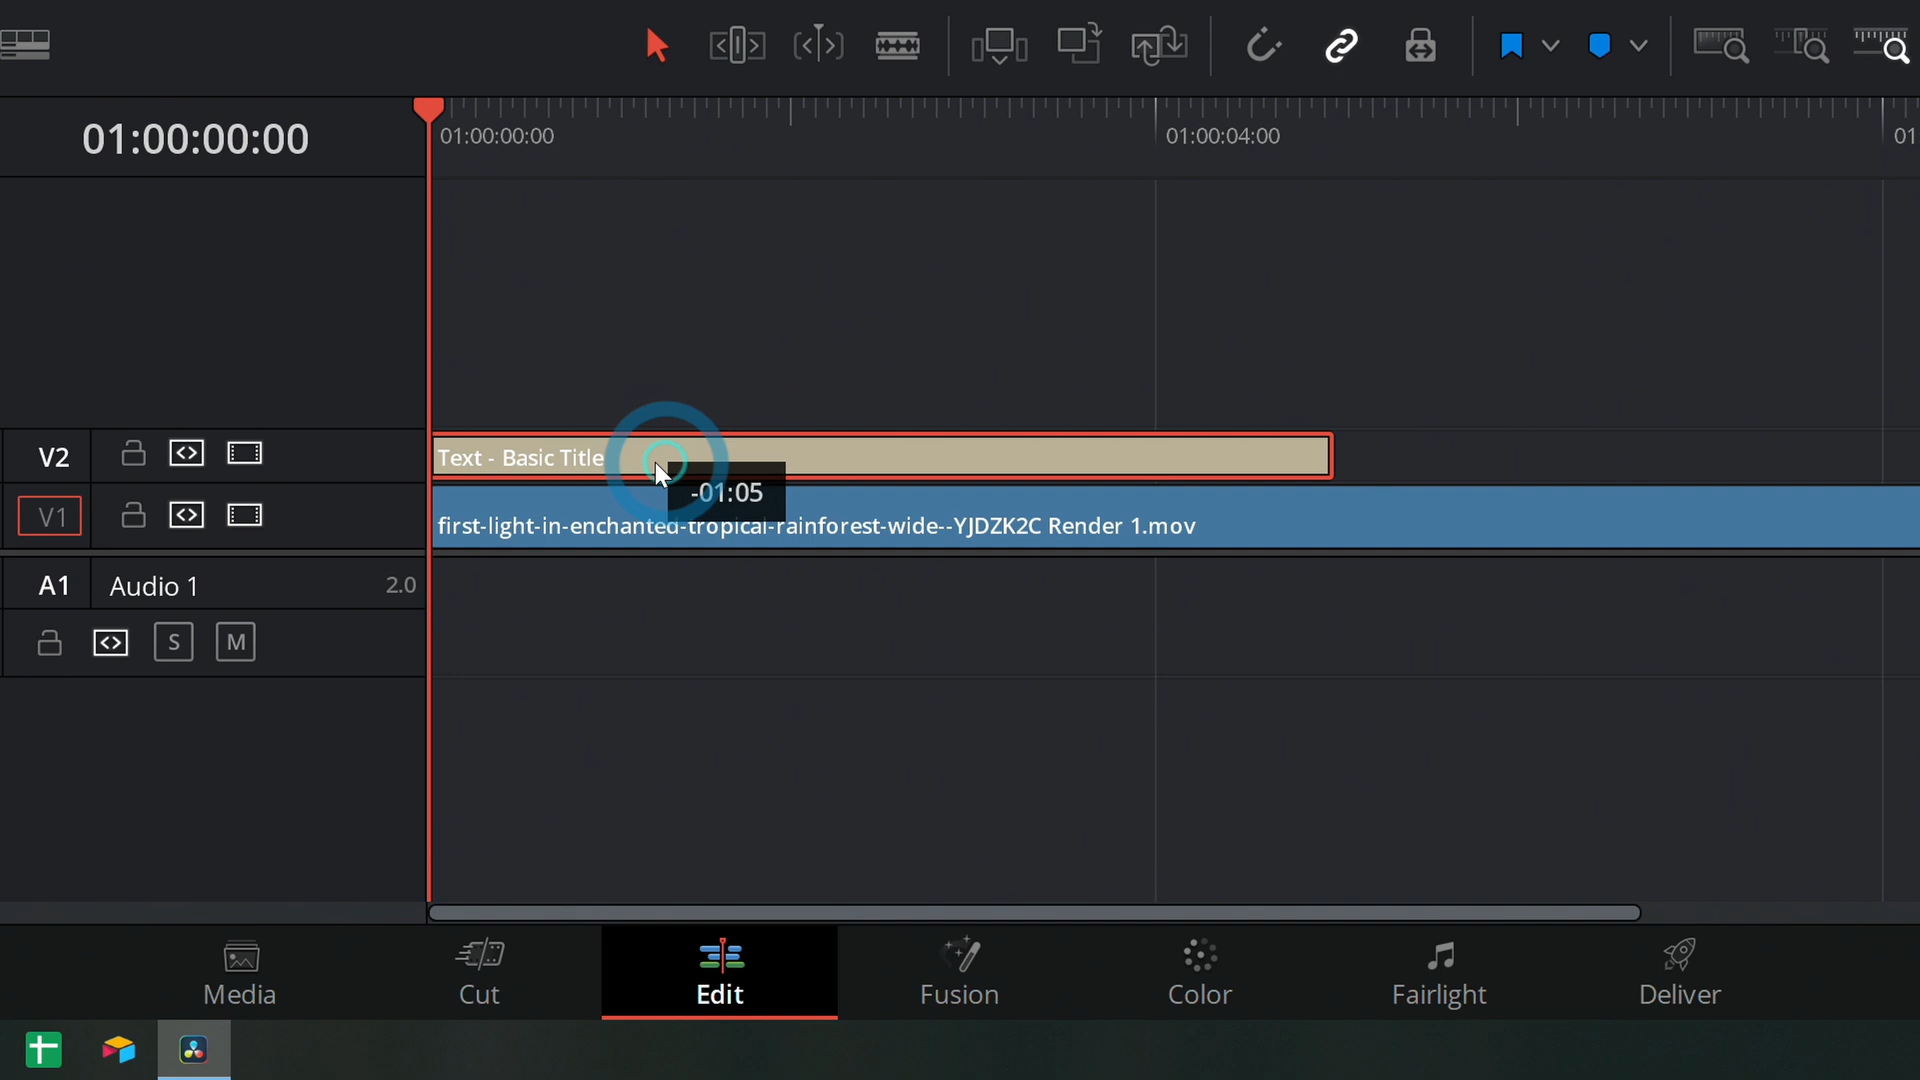 01:00:00:00
01:00:00:00
01:00:04:00
01
V2
Text - Basic Title
-01:05
V1
first-light-in-enchanted-tropical-rainforest-wide--YJDZK2C Render 1.mov
A1
Audio 1
2.0
S
M
Media
Cut
Edit
Fusion
Color
Fairlight
Deliver